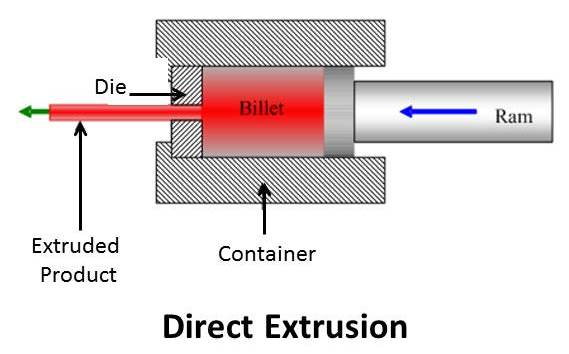 Die
Billet
Ram
Extruded
Product
Container
Direct Extrusion